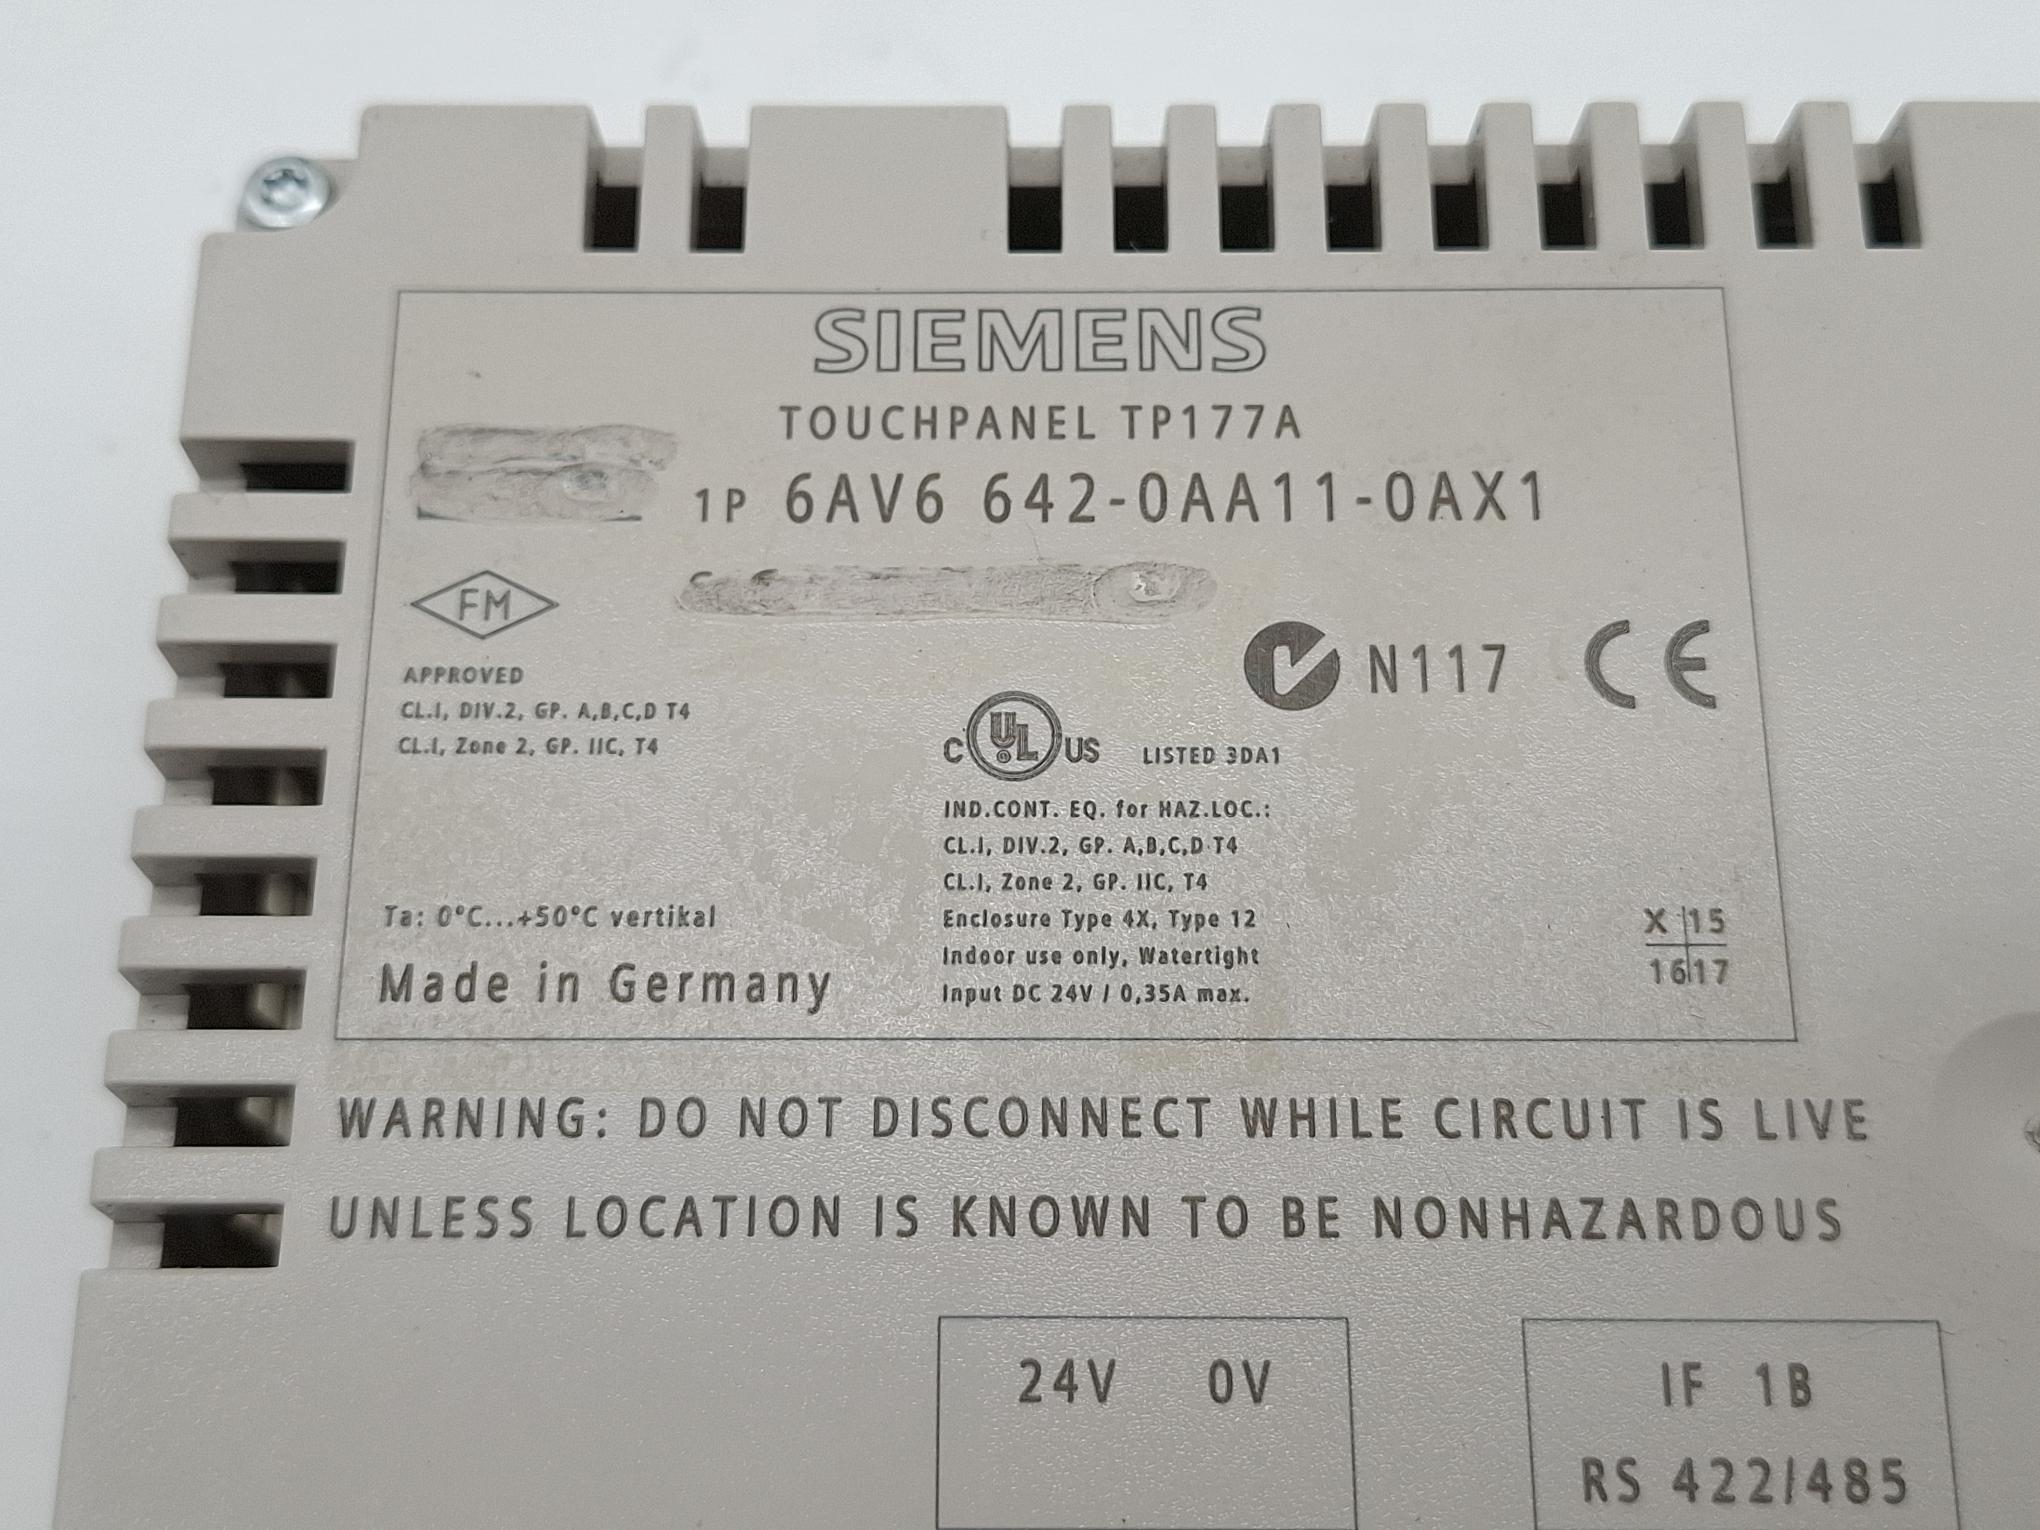 SIEMENS
TOUCHPANEL TP177A
1P 6AV6 642-0AA11-0AX1
FM
APPROVED
CL.I, DIV.2, GP. A,B,C,D T4
CL.I, Zone 2, GP. IIC, T4
N117 CE
C UL US LISTED 3DA1
IND.CONT. EQ. for HAZ.LOC.:
CL.I, DIV.2, GP. A,B,C,D T4
CL.I, Zone 2, GP. IIC, T4
Enclosure Type 4X, Type 12
Indoor use only, Watertight
Input DC 24V / 0,35A max.
Ta: 0°C...+50°C vertikal
Made in Germany
X 15
16 17
WARNING: DO NOT DISCONNECT WHILE CIRCUIT IS LIVE
UNLESS LOCATION IS KNOWN TO BE NONHAZARDOUS
24V 0V
IF 1B
RS 422/485